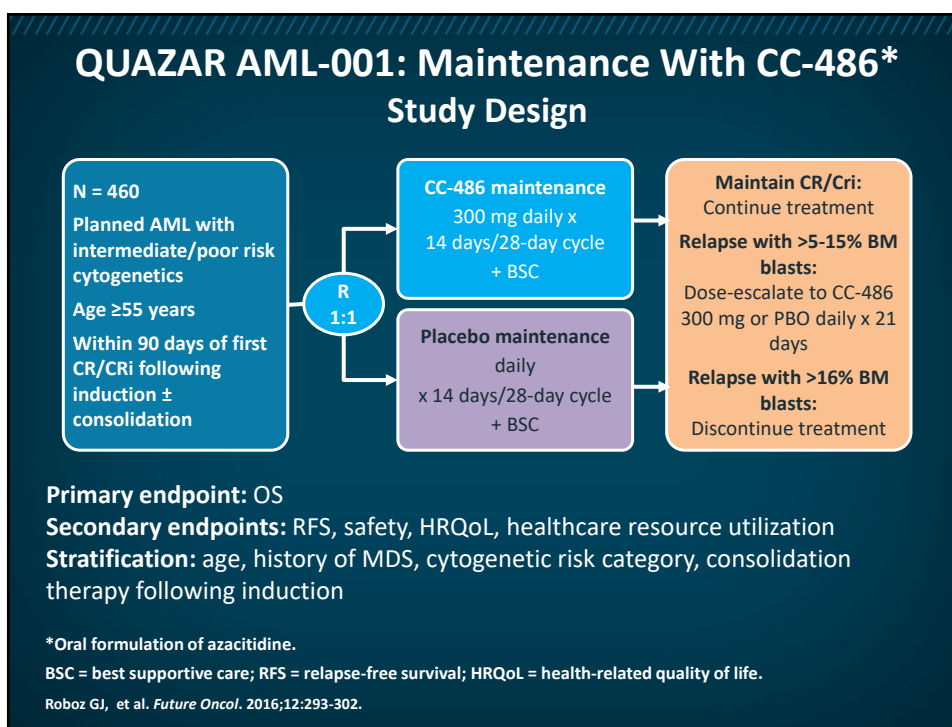 QUAZAR AML-001: Maintenance With CC-486*
Study Design
N = 460
Planned AML with
intermediate/poor risk
cytogenetics
Age ≥55 years
Within 90 days of first
CR/CRi following
induction ±
consolidation
R
1:1
CC-486 maintenance
300 mg daily x
14 days/28-day cycle
+ BSC
Placebo maintenance
daily
x 14 days/28-day cycle
+ BSC
Maintain CR/Cri:
Continue treatment
Relapse with >5-15% BM
blasts:
Dose-escalate to CC-486
300 mg or PBO daily x 21
days
Relapse with >16% BM
blasts:
Discontinue treatment
Primary endpoint: OS
Secondary endpoints: RFS, safety, HRQoL, healthcare resource utilization
Stratification: age, history of MDS, cytogenetic risk category, consolidation
therapy following induction
*Oral formulation of azacitidine.
BSC = best supportive care; RFS = relapse-free survival; HRQoL = health-related quality of life.
Roboz GJ, et al. Future Oncol. 2016;12:293-302.